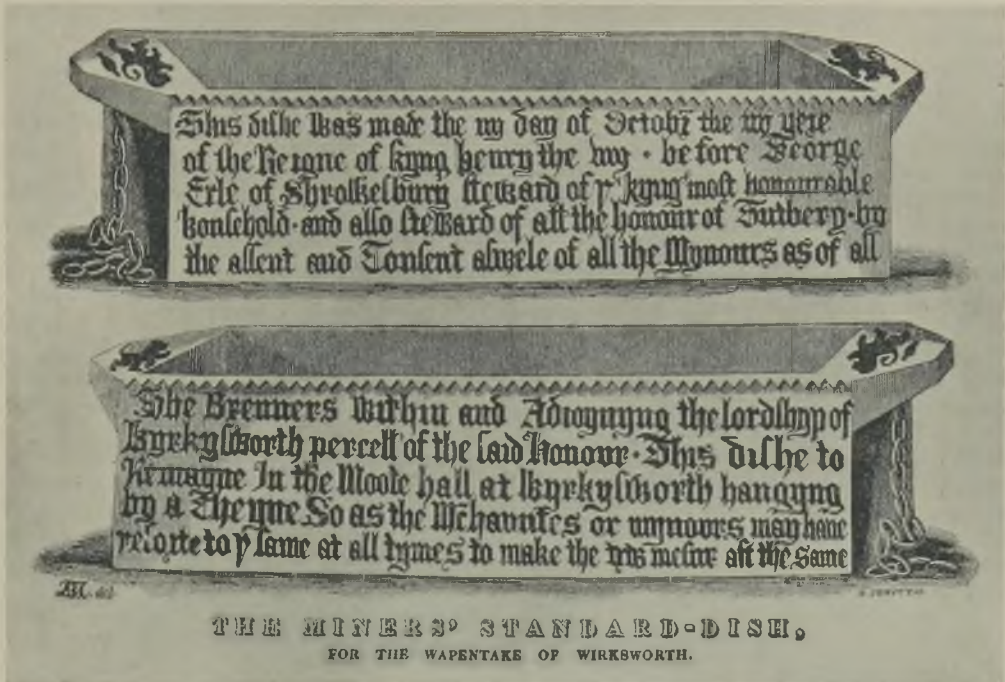 This dishe was made the iiij day of Octobr the iiij yere
of the Reigne of kyng henry the viij · before George
Erle of Shrowesbury steward of ye kyng most honourable
houshold · and also steward of all the honour of Tutbery · by
the assent and Consent aswele of all the Mynours as of all
the Brenners within and Adioynyng the lordshyp of
Wyrkysworth percell of the said honour · This dishe to
Remayne In the Moote hall at Wyrkysworth hangyng
by a Cheyne So as the Mchauntes or mynours may have
resorte to ye same at all tymes to make the trw mesur aft the same
THE MINERS' STANDARD-DISH,
FOR THE WAPENTAKE OF WIRKSWORTH.